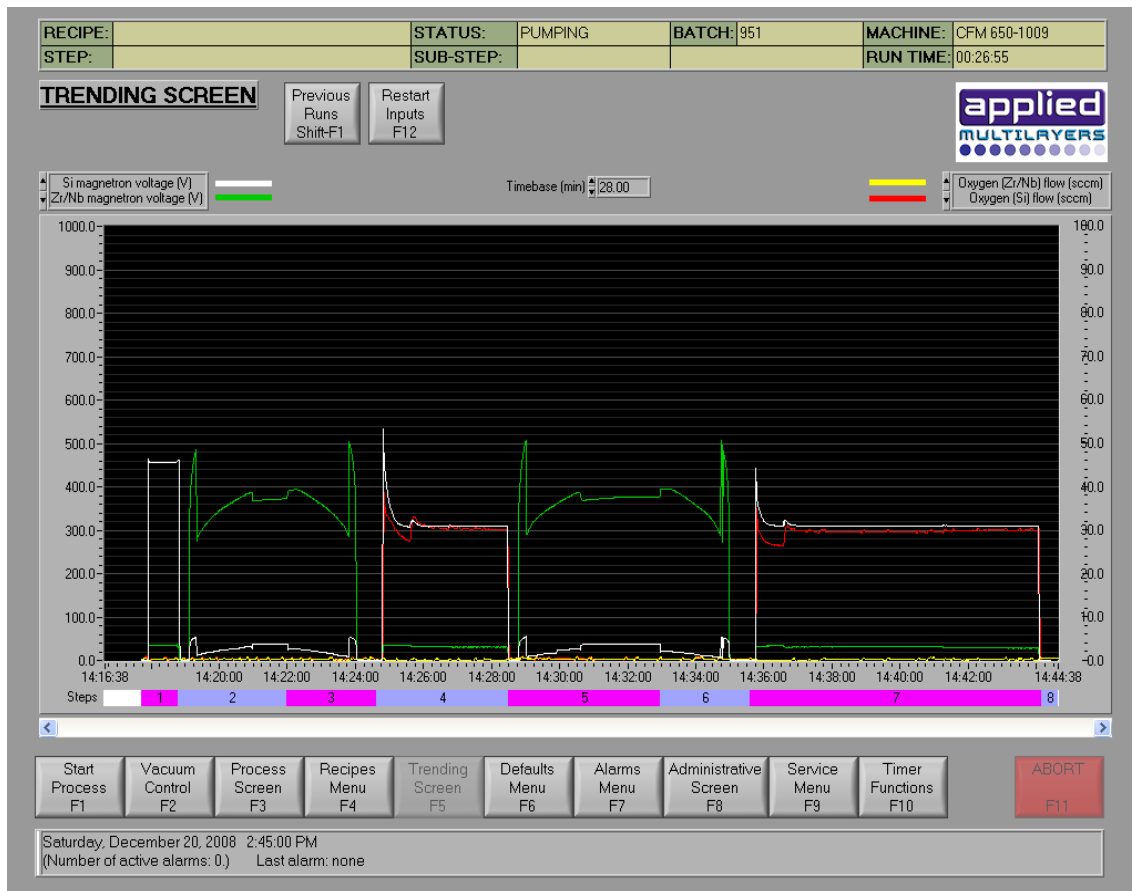 RECIPE: STATUS: PUMPING BATCH: 951 MACHINE: CFM 650-1009
STEP: SUB-STEP: RUN TIME: 00:26:55
TRENDING SCREEN
Previous
Runs
Shift-F1
Restart
Inputs
F12
applied
MULTILAYERS
Si magnetron voltage (V)
Zr/Nb magnetron voltage (V)
Timebase (min) 28.00
Oxygen (Zr/Nb) flow (sccm)
Oxygen (Si) flow (sccm)
1000.0 100.0
900.0 90.0
800.0 80.0
700.0 70.0
600.0 60.0
500.0 50.0
400.0 40.0
300.0 30.0
200.0 20.0
100.0 10.0
0.0 0.0
14:16:38 14:20:00 14:22:00 14:24:00 14:26:00 14:28:00 14:30:00 14:32:00 14:34:00 14:36:00 14:38:00 14:40:00 14:42:00 14:44:38
Steps 1 2 3 4 5 6 7 8
Start
Process
F1
Vacuum
Control
F2
Process
Screen
F3
Recipes
Menu
F4
Trending
Screen
F5
Defaults
Menu
F6
Alarms
Menu
F7
Administrative
Screen
F8
Service
Menu
F9
Timer
Functions
F10
ABORT
F11
Saturday, December 20, 2008 2:45:00 PM
(Number of active alarms: 0.) Last alarm: none